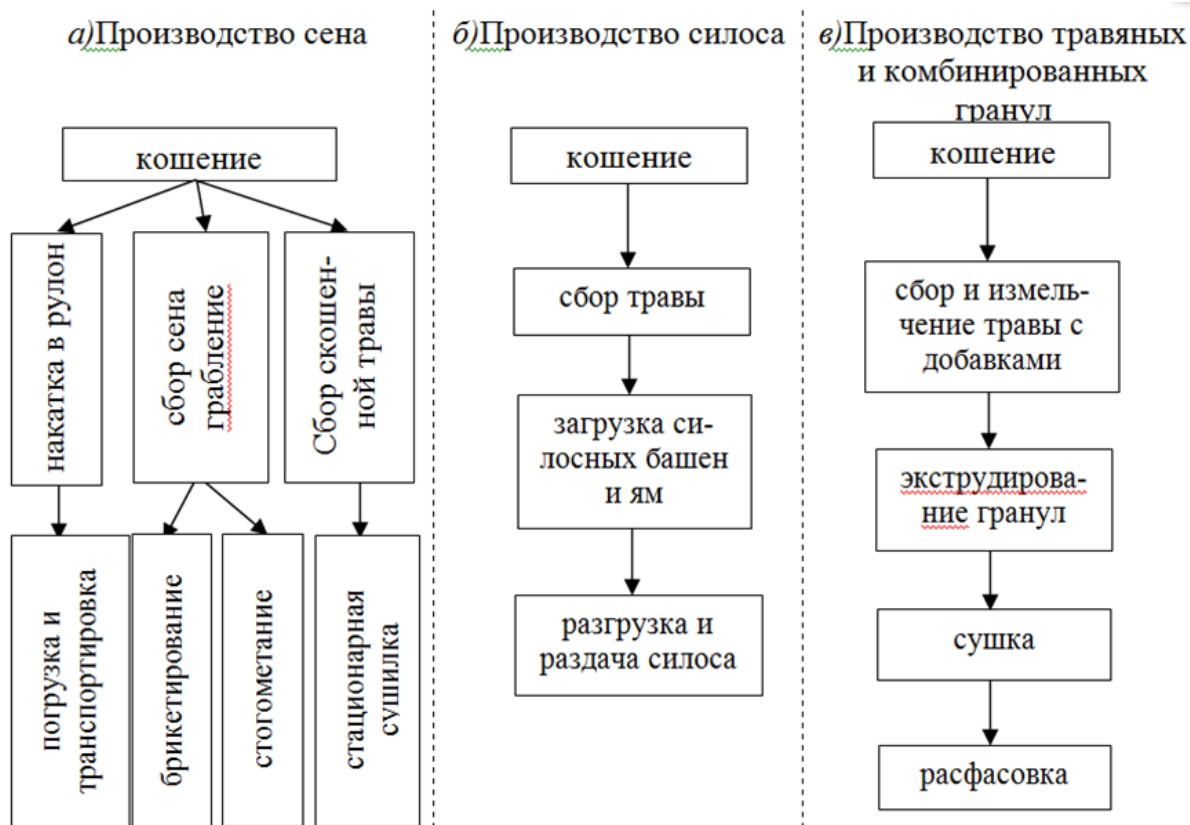 а)Производство сена
кошение
накатка в рулон
сбор сена
грабление
Сбор скошен-
ной травы
погрузка и
транспортировка
брикетирование
стогометание
стационарная
сушилка
б)Производство силоса
кошение
сбор травы
загрузка си-
лосных башен
и ям
разгрузка и
раздача силоса
в)Производство травяных
и комбинированных
гранул
кошение
сбор и измель-
чение травы с
добавками
экструдирова-
ние гранул
сушка
расфасовка